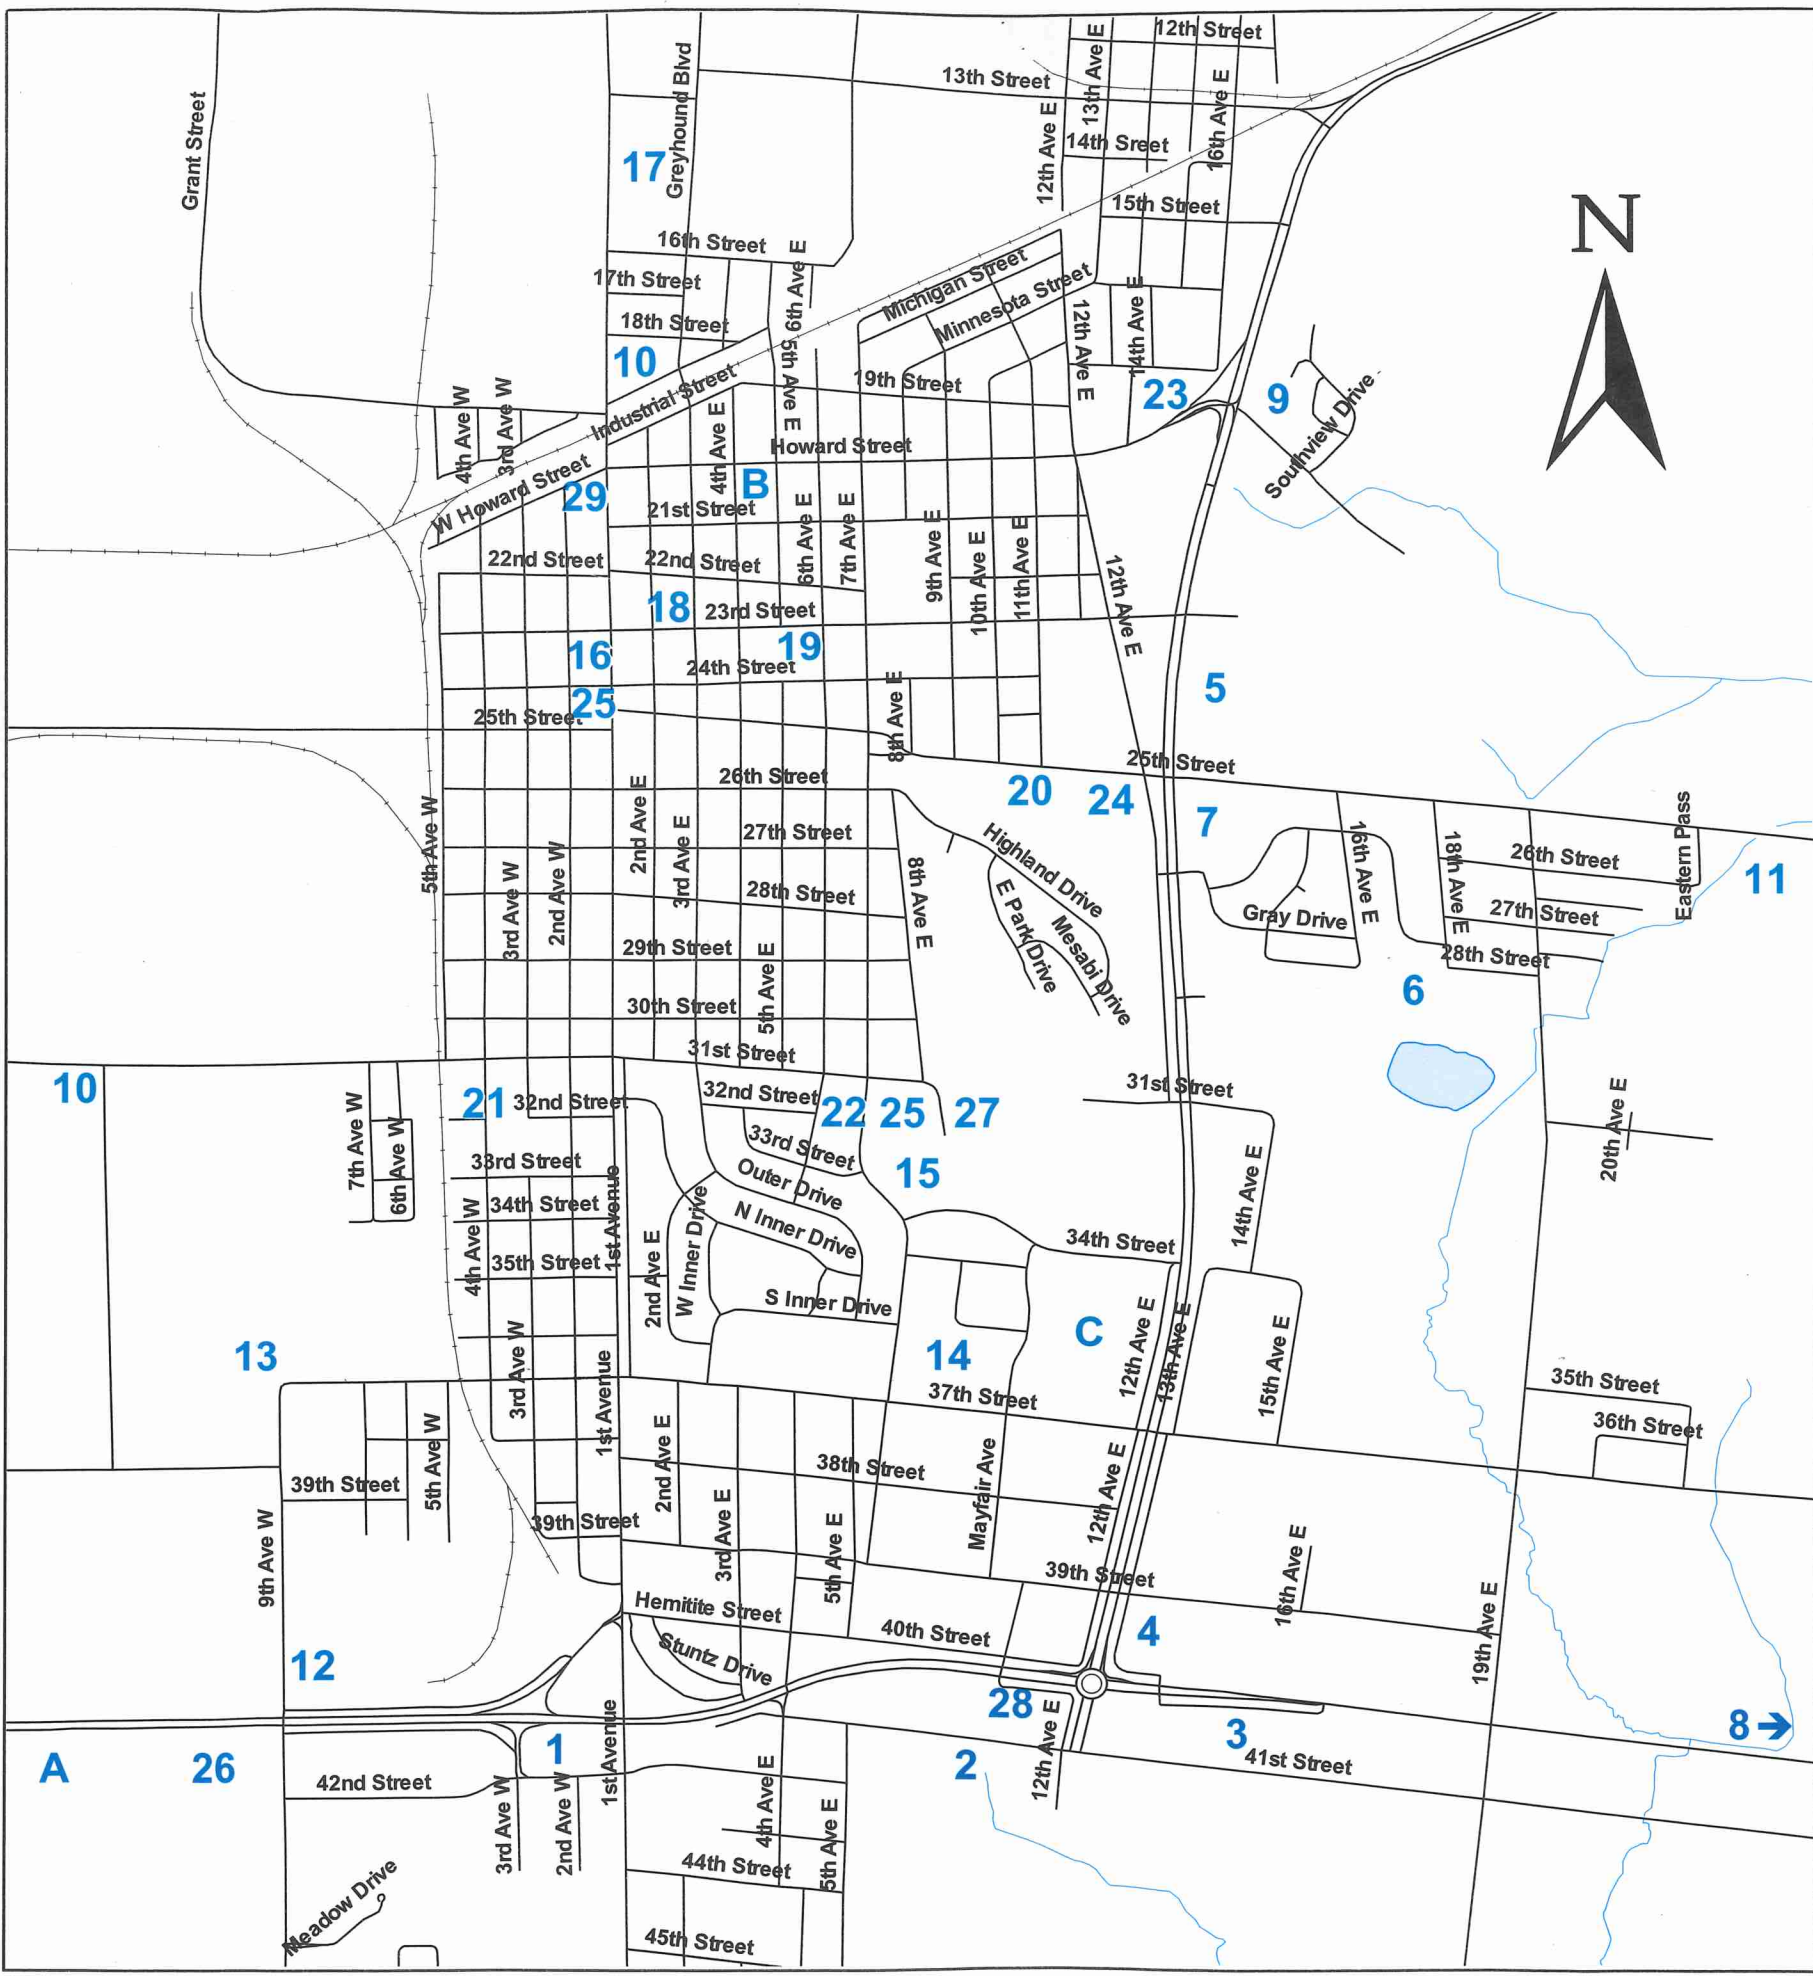 12th Street
13th Ave E
13th Street
Greyhound Blvd
16th Ave E
Grant Street
12th Ave E
14th Sreet
17
15th Street
N
16th Street
5th Ave E
17th Street
Michigan Street
Minnesota Street
18th Street
12th Ave E
14th Ave E
10
Industrial Street
5th Ave E
19th Street
23
9
Southview Drive
4th Ave W
3rd Ave W
4th Ave E
Howard Street
W Howard Street
29
B
21st Street
6th Ave E
7th Ave E
9th Ave E
10th Ave E
11th Ave E
12th Ave E
22nd Street
22nd Street
18
23rd Street
16
19
24th Street
5
25
25th Street
8th Ave E
25th Street
26th Street
20
24
7
5th Ave W
2nd Ave E
3rd Ave E
27th Street
Highland Drive
16th Ave E
18th Ave E
26th Street
Eastern Pass
11
3rd Ave W
2nd Ave W
28th Street
8th Ave E
E Park Drive
Mesabi Drive
Gray Drive
27th Street
29th Street
28th Street
5th Ave E
6
30th Street
31st Street
10
21
32nd Street
32nd Street
22
25
27
31st Street
20th Ave E
7th Ave W
6th Ave W
33rd Street
33rd Street
15
14th Ave E
34th Street
1st Avenue
Outer Drive
N Inner Drive
W Inner Drive
34th Street
4th Ave W
35th Street
2nd Ave E
S Inner Drive
C
12th Ave E
13th Ave E
13
3rd Ave W
14
15th Ave E
37th Street
35th Street
1st Avenue
36th Street
5th Ave W
2nd Ave E
38th Street
Mayfair Ave
12th Ave E
39th Street
39th Street
3rd Ave E
5th Ave E
9th Ave W
39th Street
16th Ave E
Hemitite Street
40th Street
4
19th Ave E
12
Stuntz Drive
28
12th Ave E
3
8
A
26
1
1st Avenue
2
41st Street
42nd Street
3rd Ave W
2nd Ave W
4th Ave E
5th Ave E
44th Street
Meadow Drive
45th Street